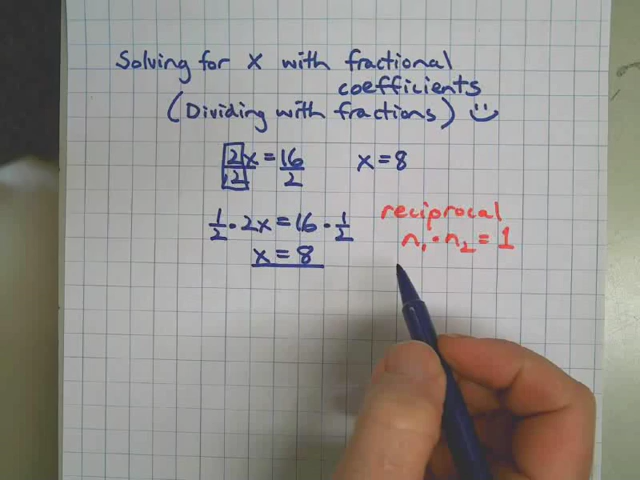 Solving for x with fractional
coefficients
(Dividing with fractions) :)
2x/2 = 16/2    x = 8
1/2 · 2x = 16 · 1/2    reciprocal
x = 8    n₁ · n₂ = 1